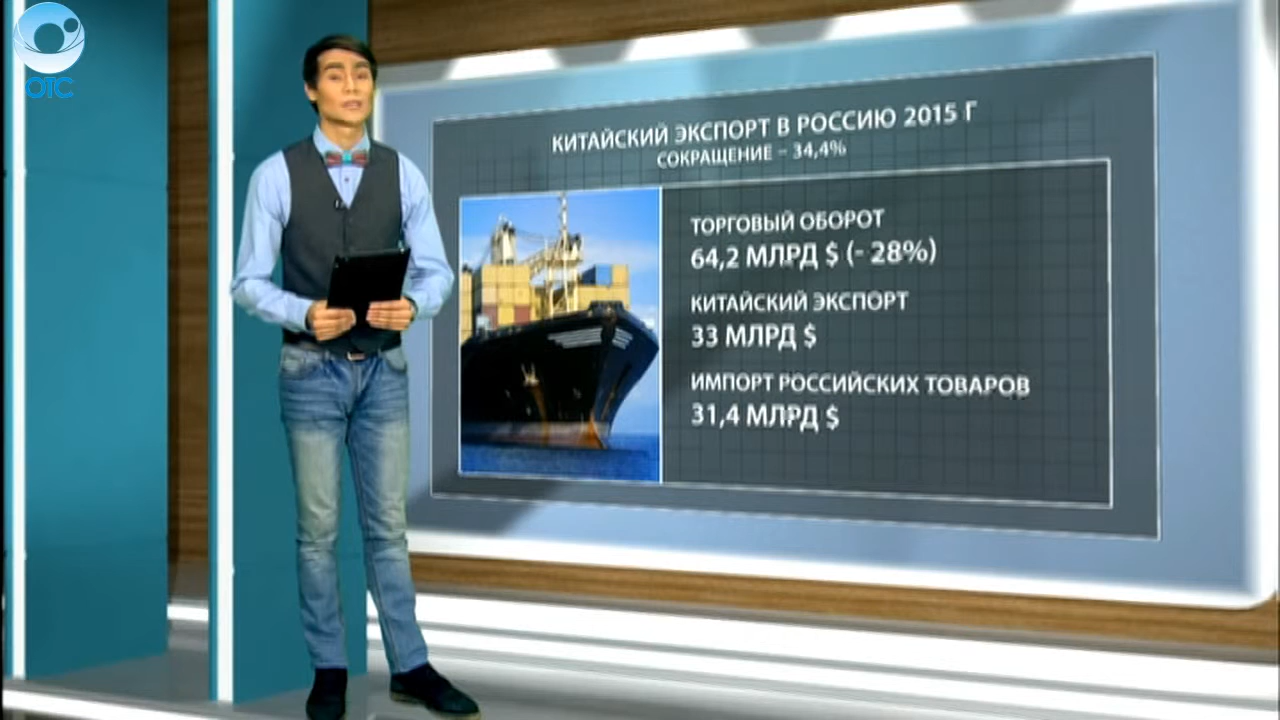 ОТС
КИТАЙСКИЙ ЭКСПОРТ В РОССИЮ 2015 Г
СОКРАЩЕНИЕ - 34,4%
ТОРГОВЫЙ ОБОРОТ
64,2 МЛРД $ (- 28%)
КИТАЙСКИЙ ЭКСПОРТ
33 МЛРД $
ИМПОРТ РОССИЙСКИХ ТОВАРОВ
31,4 МЛРД $